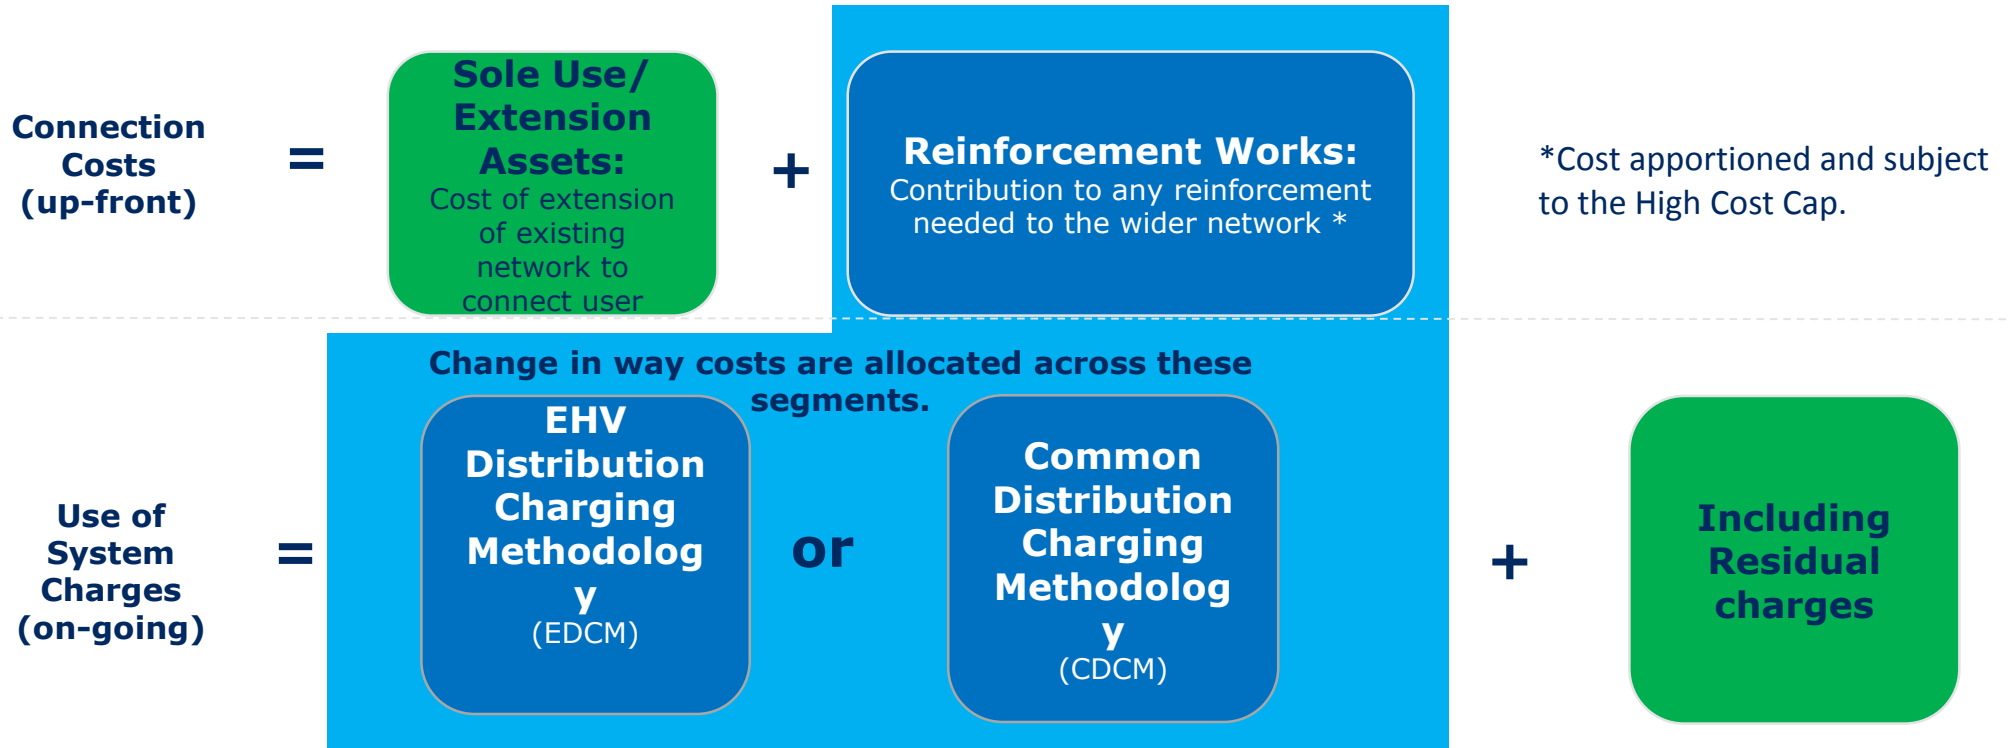 Connection
Costs
(up-front)
=
Sole Use/
Extension
Assets:
Cost of extension
of existing
network to
connect user
+
Reinforcement Works:
Contribution to any reinforcement
needed to the wider network *
*Cost apportioned and subject
to the High Cost Cap.
Change in way costs are allocated across these
segments.
Use of
System
Charges
(on-going)
=
EHV
Distribution
Charging
Methodolog
y
(EDCM)
or
Common
Distribution
Charging
Methodolog
y
(CDCM)
+
Including
Residual
charges